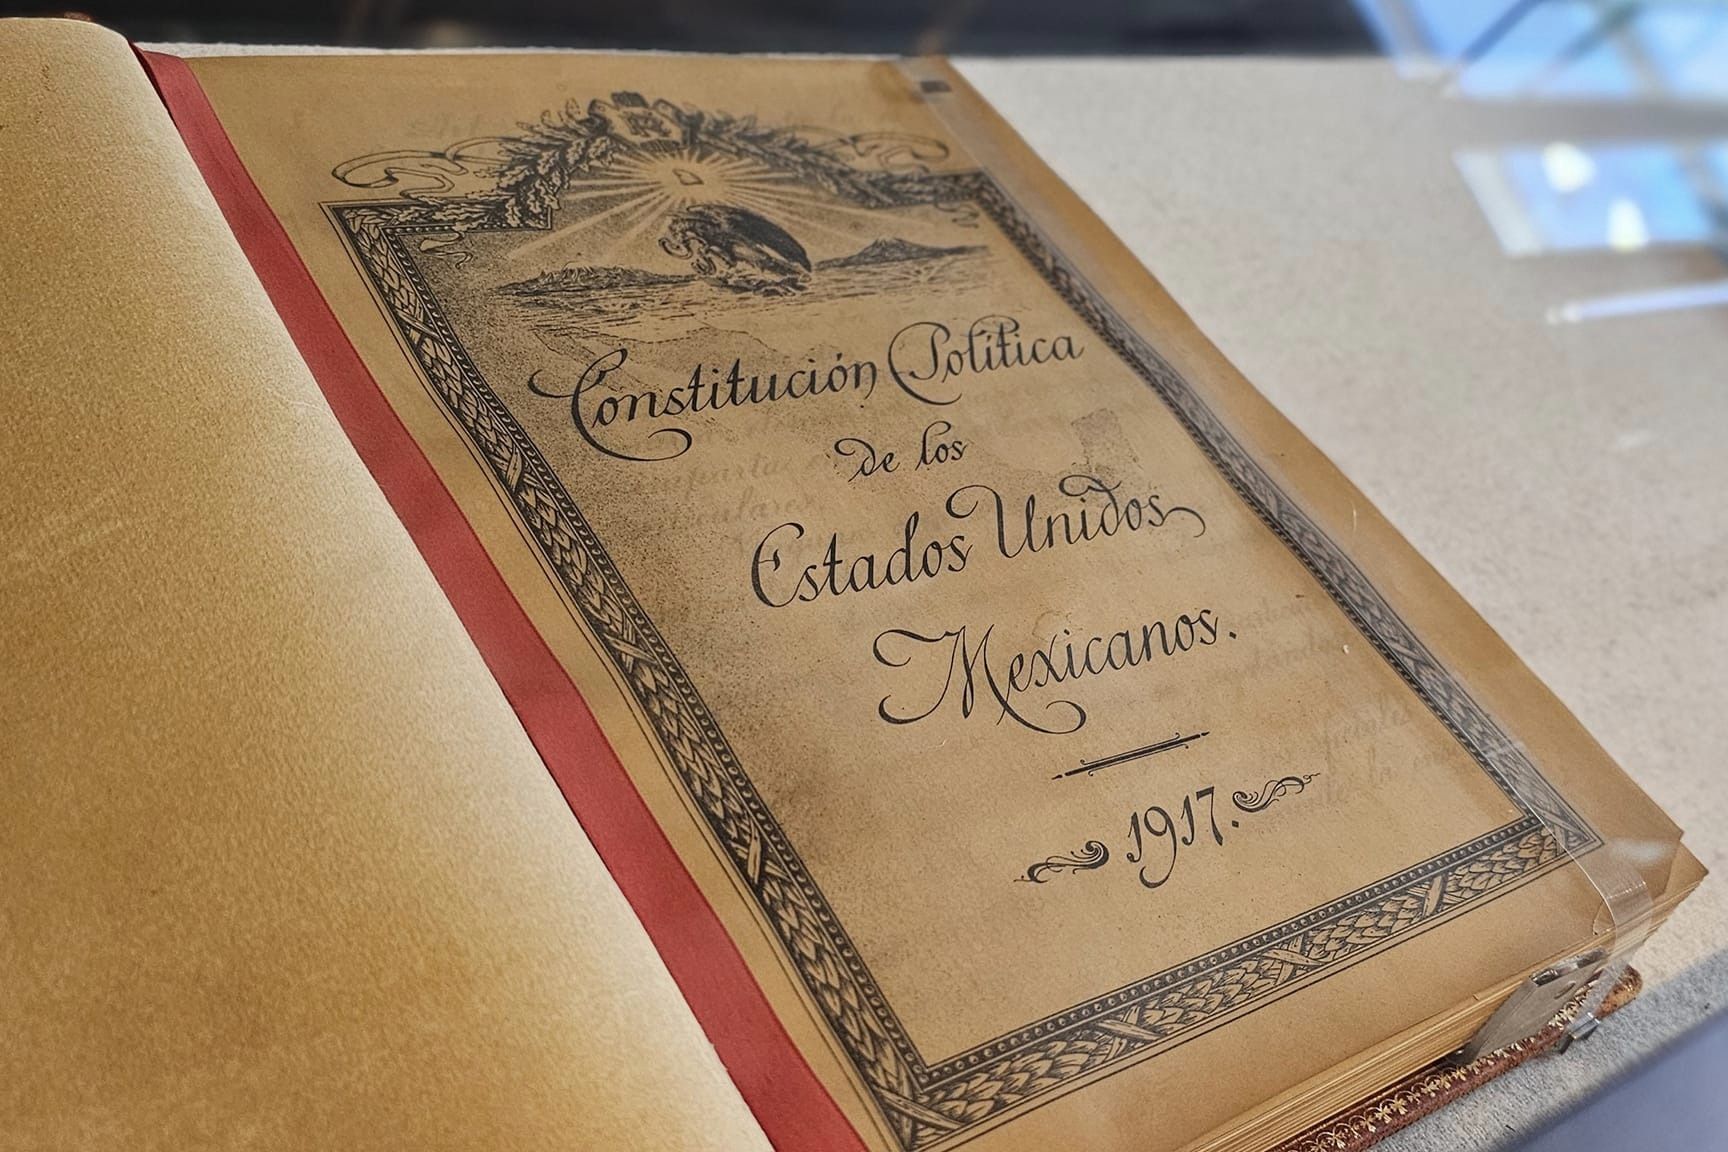 Constitución Política
de los
Estados Unidos
Mexicanos.
1917.